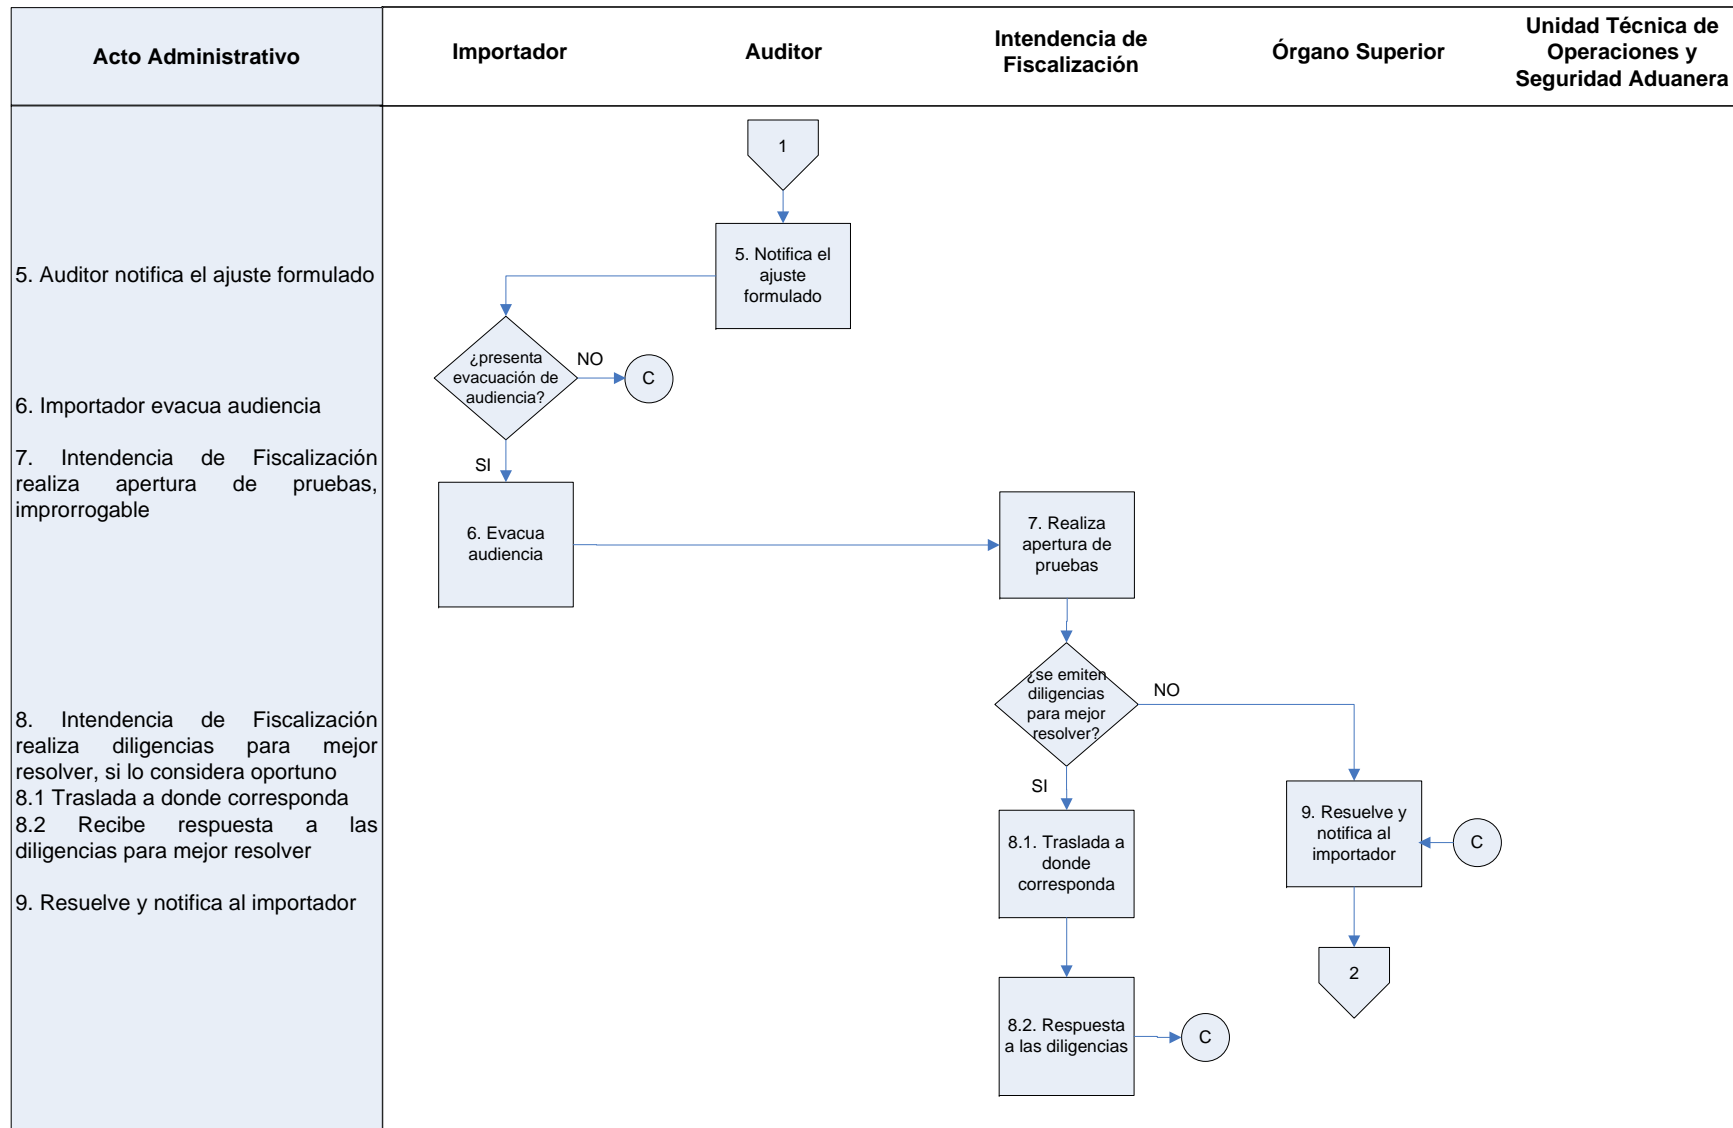 Acto Administrativo
Importador
Auditor
Intendencia de
Fiscalización
Órgano Superior
Unidad Técnica de
Operaciones y
Seguridad Aduanera
5. Auditor notifica el ajuste formulado
6. Importador evacua audiencia
7. Intendencia de Fiscalización
realiza apertura de pruebas,
improrrogable
8. Intendencia de Fiscalización
realiza diligencias para mejor
resolver, si lo considera oportuno
8.1 Traslada a donde corresponda
8.2 Recibe respuesta a las
diligencias para mejor resolver
9. Resuelve y notifica al importador
1
5. Notifica el
ajuste
formulado
¿presenta
evacuación de
audiencia?
NO
C
SI
6. Evacua
audiencia
7. Realiza
apertura de
pruebas
¿se emiten
diligencias
para mejor
resolver?
NO
SI
8.1. Traslada a
donde
corresponda
9. Resuelve y
notifica al
importador
C
2
8.2. Respuesta
a las diligencias
C